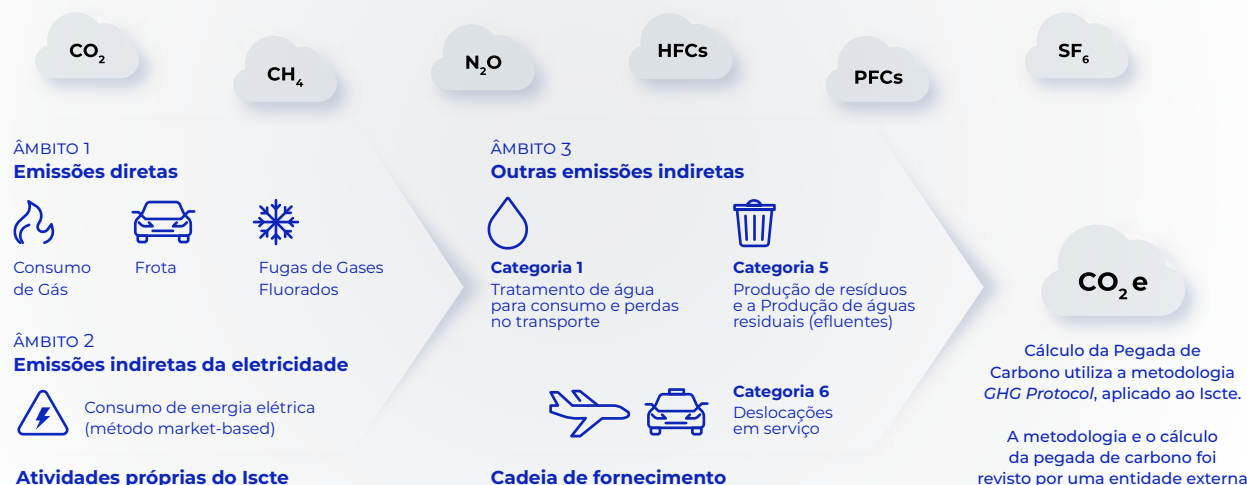 CO2
CH4
N2O
HFCs
PFCs
SF6
ÂMBITO 1
Emissões diretas
Consumo
de Gás
Frota
Fugas de Gases
Fluorados
ÂMBITO 2
Emissões indiretas da eletricidade
Consumo de energia elétrica
(método market-based)
Atividades próprias do Iscte
ÂMBITO 3
Outras emissões indiretas
Categoria 1
Tratamento de água
para consumo e perdas
no transporte
Categoria 5
Produção de resíduos
e a Produção de águas
residuais (efluentes)
Categoria 6
Deslocações
em serviço
Cadeia de fornecimento
CO2e
Cálculo da Pegada de
Carbono utiliza a metodologia
GHG Protocol, aplicado ao Iscte.
A metodologia e o cálculo
da pegada de carbono foi
revisto por uma entidade externa